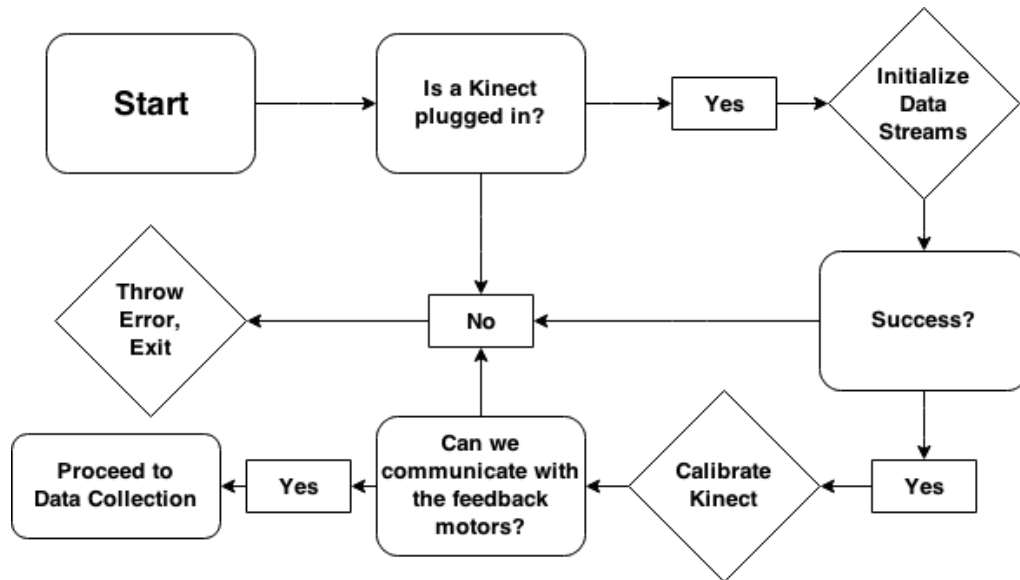 Start
Is a Kinect
plugged in?
Yes
Initialize
Data
Streams
Throw
Error,
Exit
No
Success?
Proceed to
Data Collection
Yes
Can we
communicate with
the feedback
motors?
Calibrate
Kinect
Yes